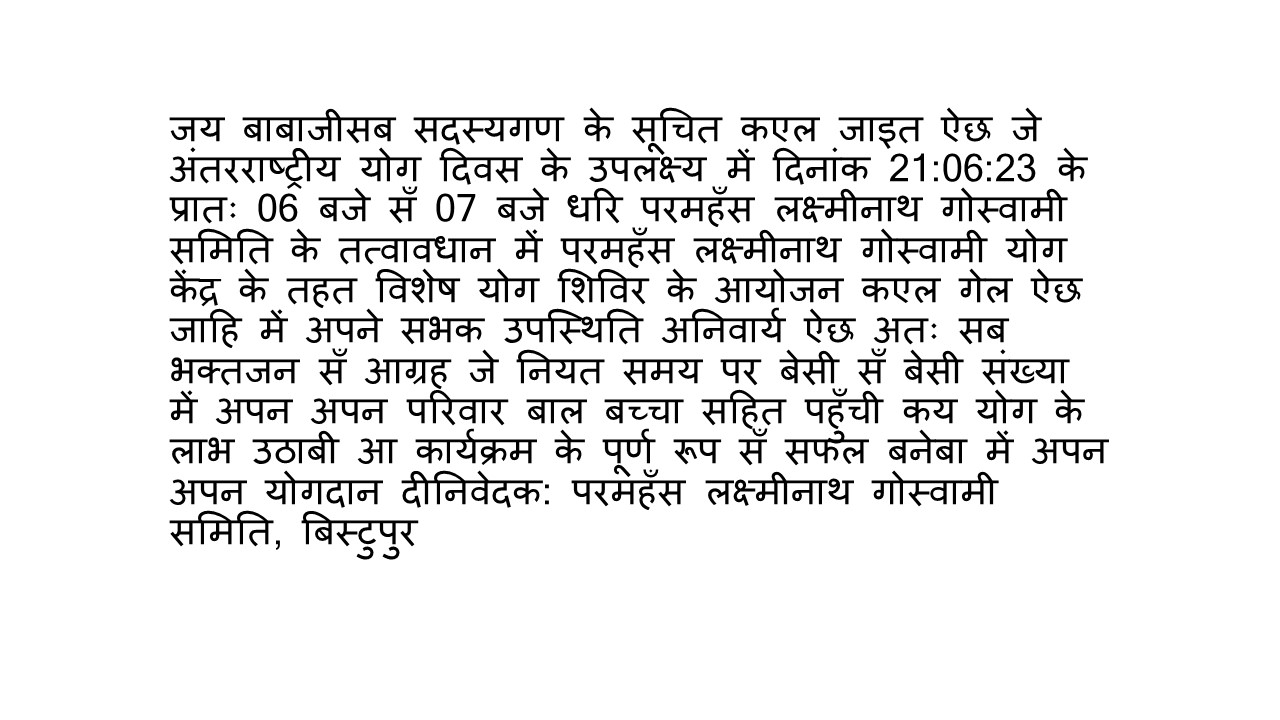 जय बाबाजीसब सदस्यगण के सूचित कएल जाइत ऐछ जे
अंतरराष्ट्रीय योग दिवस के उपलक्ष्य में दिनांक 21:06:23 के
प्रातः 06 बजे सँ 07 बजे धरि परमहँस लक्ष्मीनाथ गोस्वामी
समिति के तत्वावधान में परमहँस लक्ष्मीनाथ गोस्वामी योग
केंद्र के तहत विशेष योग शिविर के आयोजन कएल गेल ऐछ
जाहि में अपने सभक उपस्थिति अनिवार्य ऐछ अतः सब
भक्तजन सँ आग्रह जे नियत समय पर बेसी सँ बेसी संख्या
में अपन अपन परिवार बाल बच्चा सहित पहुँची कय योग के
लाभ उठाबी आ कार्यक्रम के पूर्ण रूप सँ सफल बनेबा में अपन
अपन योगदान दीनिवेदक: परमहँस लक्ष्मीनाथ गोस्वामी
समिति, बिस्टुपुर